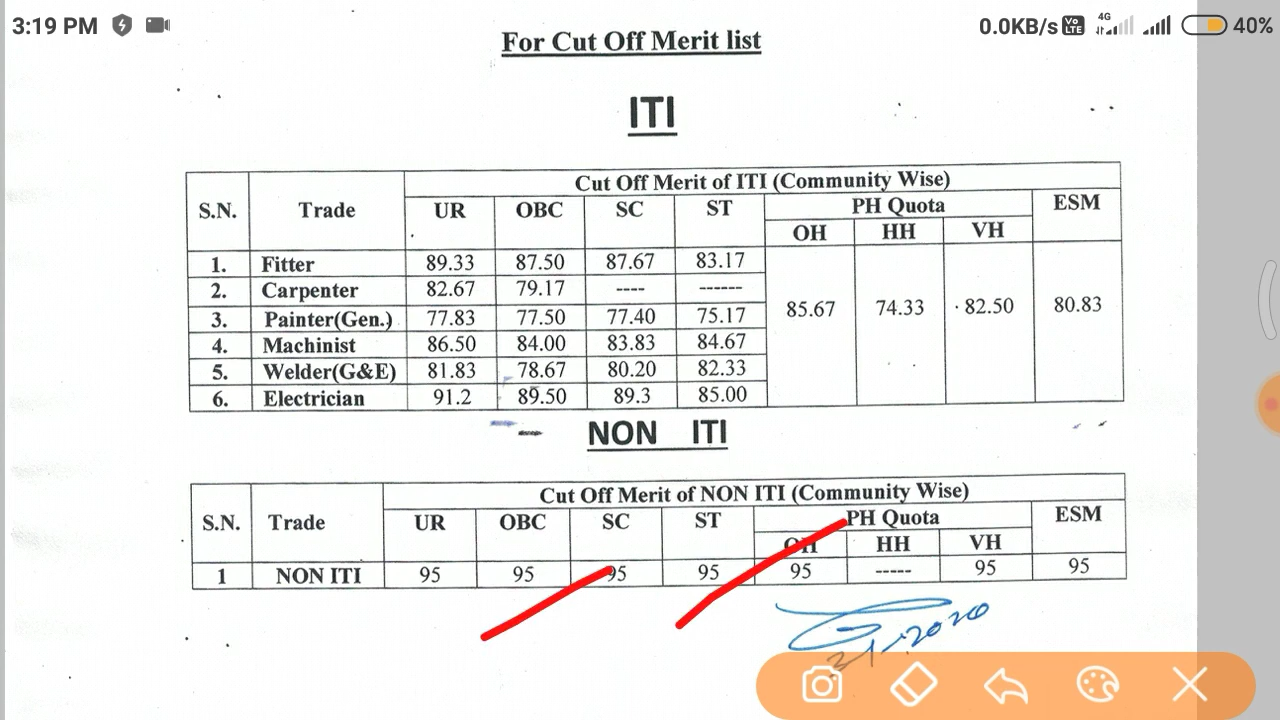 3:19 PM 0.0KB/s Vo LTE 4G 40%
For Cut Off Merit list
ITI
S.N. Trade Cut Off Merit of ITI (Community Wise)
UR OBC SC ST PH Quota ESM
OH HH VH
1. Fitter 89.33 87.50 87.67 83.17
2. Carpenter 82.67 79.17 ---- ------
85.67 74.33 82.50 80.83
3. Painter(Gen.) 77.83 77.50 77.40 75.17
4. Machinist 86.50 84.00 83.83 84.67
5. Welder(G&E) 81.83 78.67 80.20 82.33
6. Electrician 91.2 89.50 89.3 85.00
NON ITI
S.N. Trade Cut Off Merit of NON ITI (Community Wise)
UR OBC SC ST PH Quota ESM
OH HH VH
1 NON ITI 95 95 95 95 95 ----- 95 95